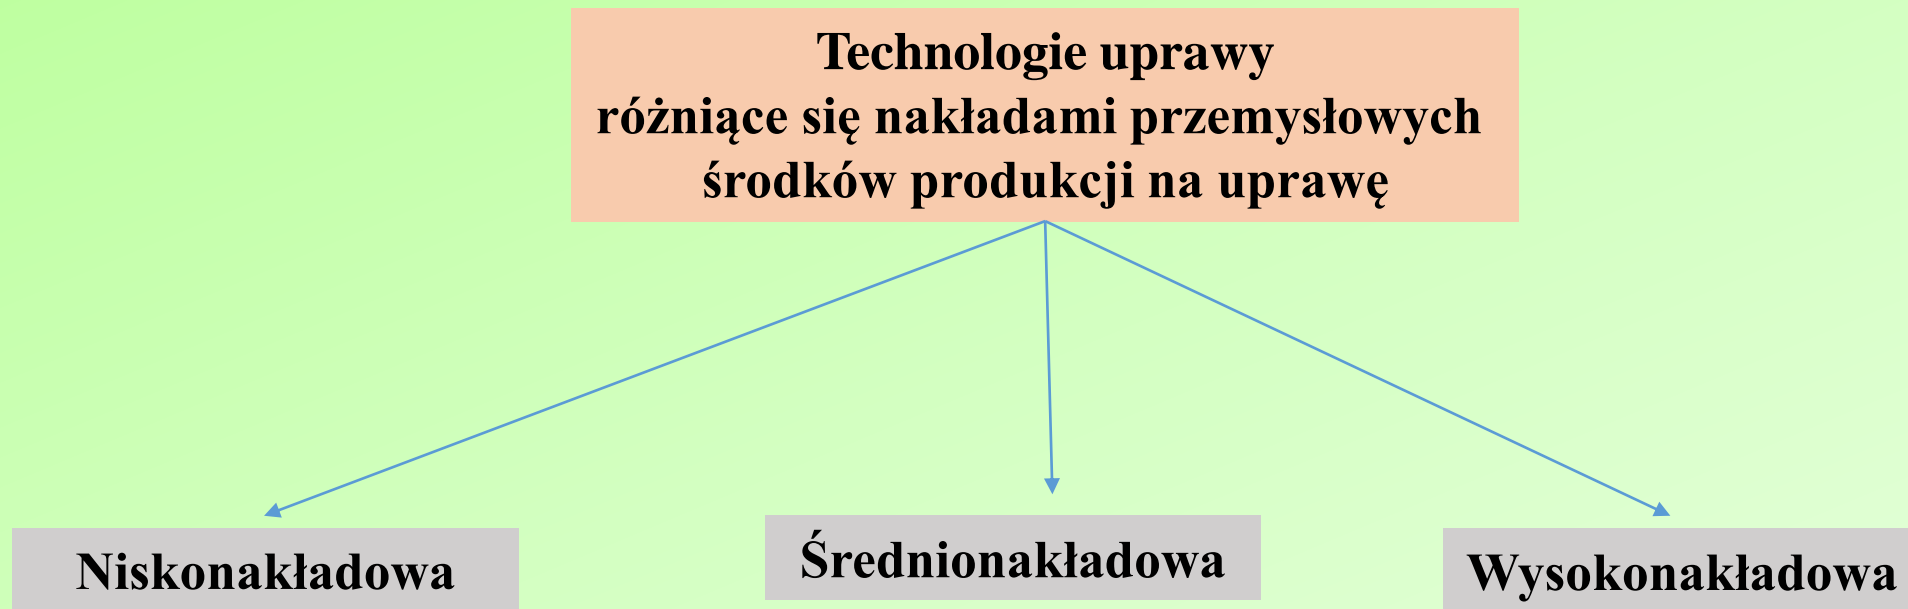 Technologie uprawy
różniące się nakładami przemysłowych
środków produkcji na uprawę
Niskonakładowa
Średnionakładowa
Wysokonakładowa